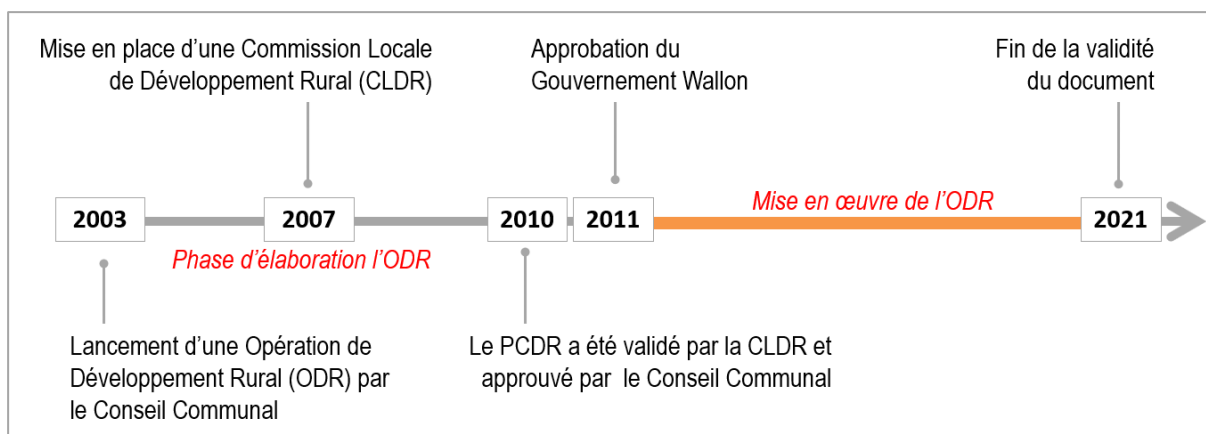 Mise en place d’une Commission Locale
de Développement Rural (CLDR)
Approbation du
Gouvernement Wallon
Fin de la validité
du document
2003
2007
2010
2011
Mise en œuvre de l’ODR
2021
Phase d’élaboration l’ODR
Lancement d’une Opération de
Développement Rural (ODR) par
le Conseil Communal
Le PCDR a été validé par la CLDR et
approuvé par le Conseil Communal